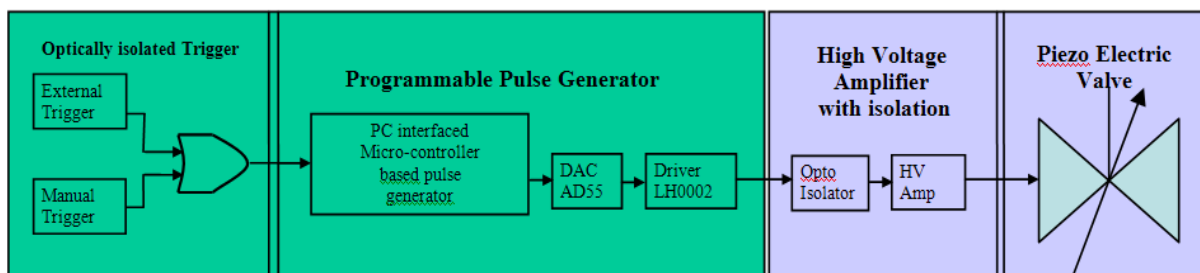 Optically isolated Trigger
External
Trigger
Manual
Trigger
Programmable Pulse Generator
PC interfaced
Micro-controller
based pulse
generator
DAC
AD55
Driver
LH0002
High Voltage
Amplifier
with isolation
Opto
Isolator
HV
Amp
Piezo Electric
Valve